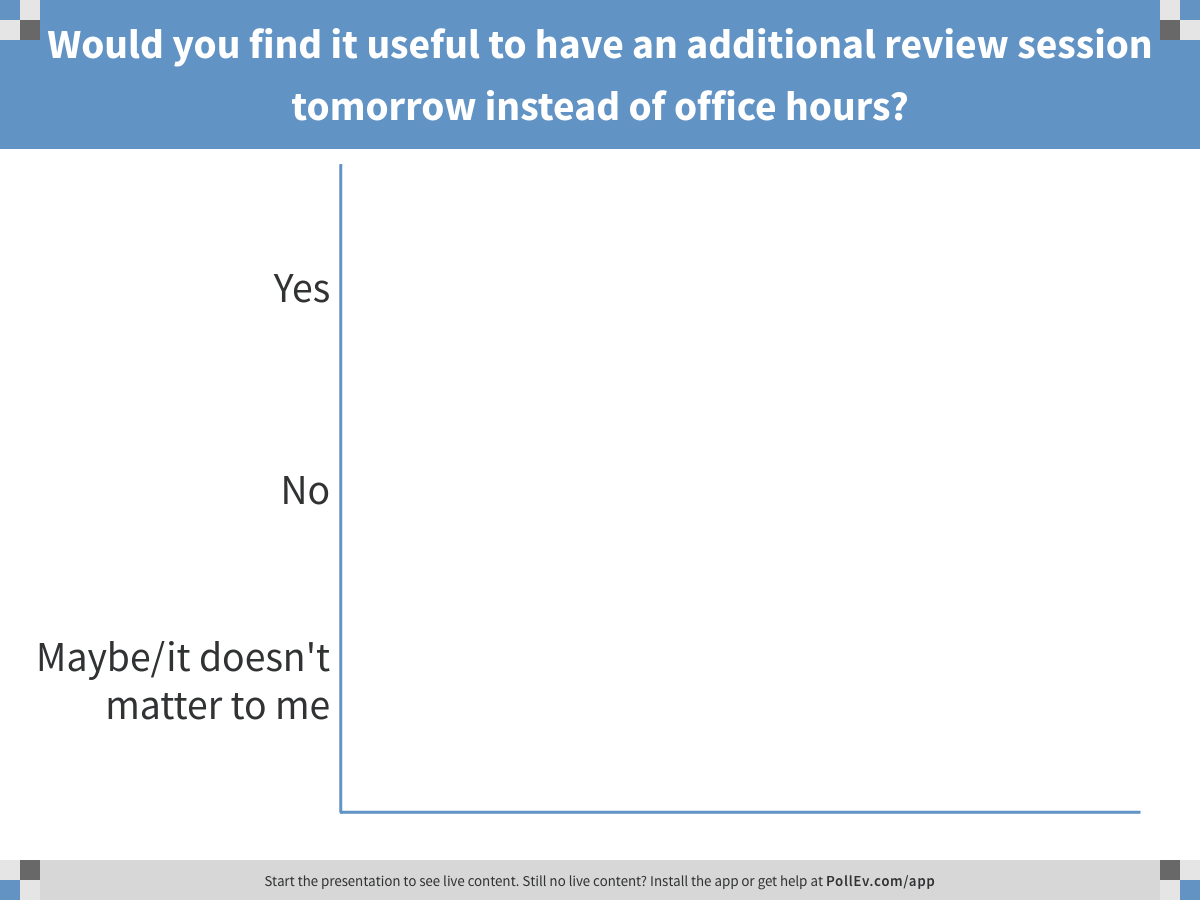 Would you find it useful to have an additional review session
tomorrow instead of office hours?
Yes
No
Maybe/it doesn't
matter to me
Start the presentation to see live content. Still no live content? Install the app or get help at PollEv.com/app